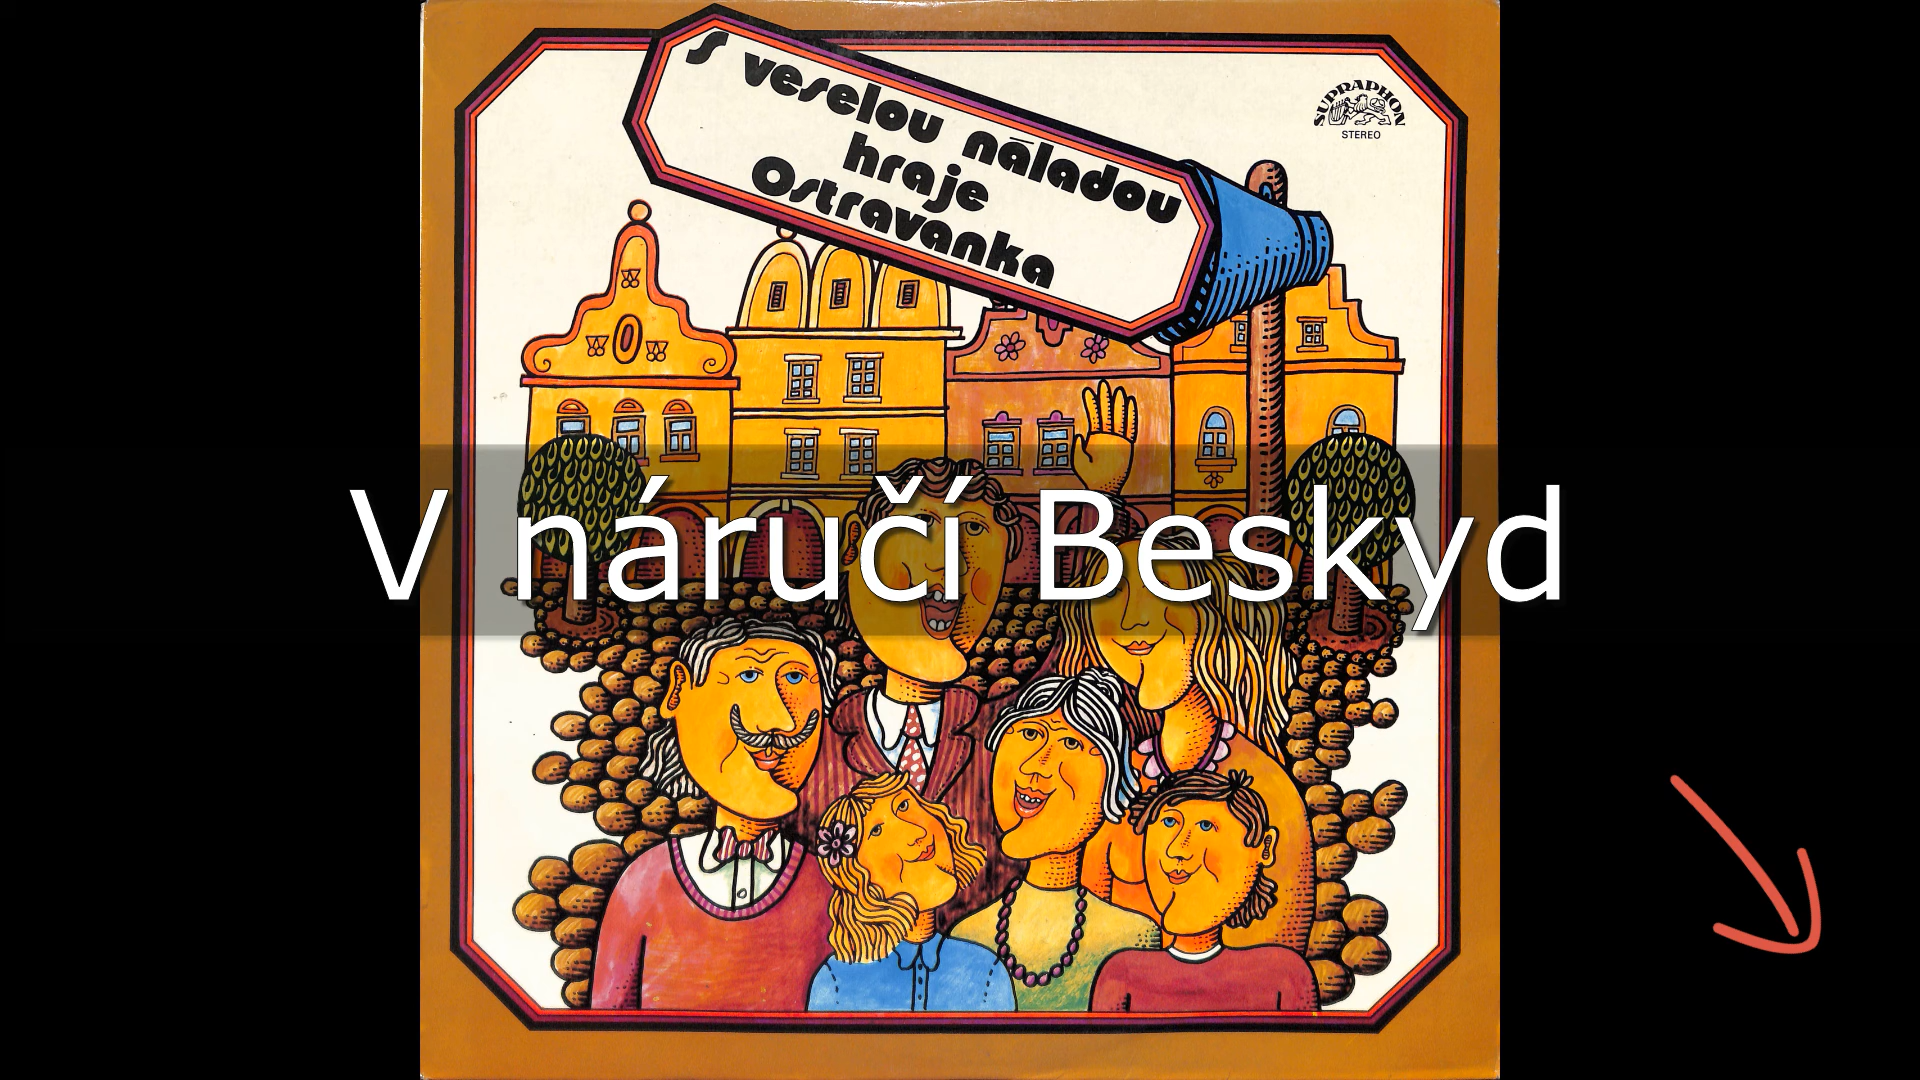 S veselou náladou
hraje
Ostravanka
SUPRAPHON
STEREO
V náručí Beskyd